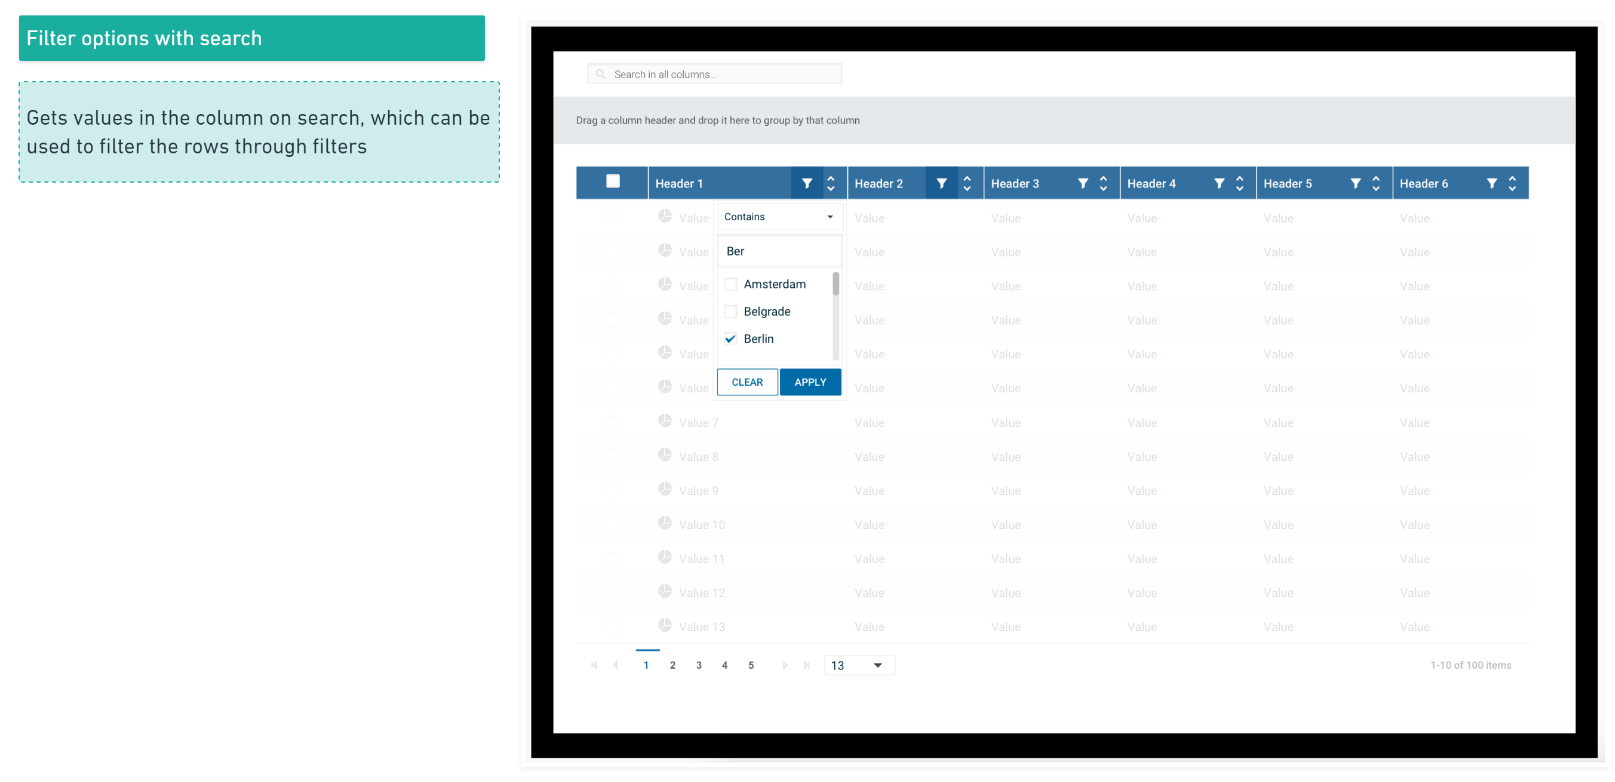 Filter options with search
Gets values in the column on search, which can be
used to filter the rows through filters
Search in all columns...
Drag a column header and drop it here to group by that column
Header 1 Header 2 Header 3 Header 4 Header 5 Header 6
Value Contains Value Value Value Value Value
Value Ber Value Value Value Value Value
Value Amsterdam Value Value Value Value Value
Value Belgrade Value Value Value Value Value
Value Berlin Value Value Value Value Value
Value CLEAR APPLY Value Value Value Value Value
Value 7 Value Value Value Value Value
Value 8 Value Value Value Value Value
Value 9 Value Value Value Value Value
Value 10 Value Value Value Value Value
Value 11 Value Value Value Value Value
Value 12 Value Value Value Value Value
Value 13 Value Value Value Value Value
1 2 3 4 5 13 1-10 of 100 items